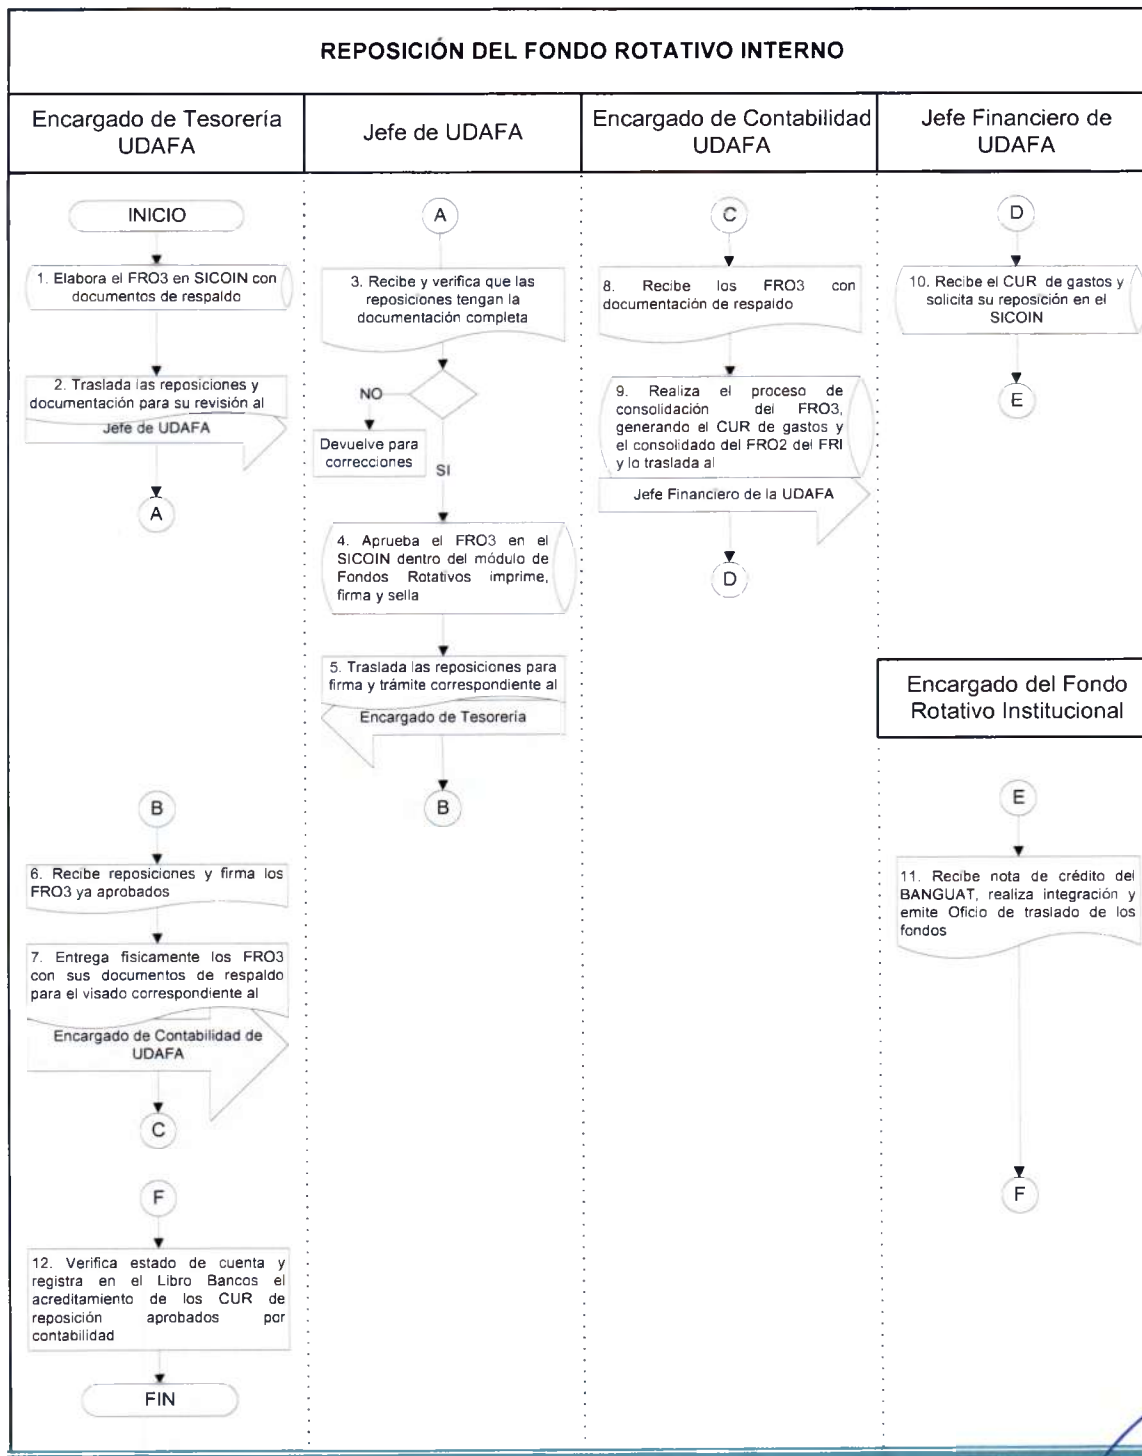 REPOSICIÓN DEL FONDO ROTATIVO INTERNO
Encargado de Tesorería
UDAFA
Jefe de UDAFA
Encargado de Contabilidad
UDAFA
Jefe Financiero de
UDAFA
INICIO
1. Elabora el FRO3 en SICOIN con
documentos de respaldo
2. Traslada las reposiciones y
documentación para su revisión al
Jefe de UDAFA
A
A
3. Recibe y verifica que las
reposiciones tengan la
documentación completa
NO
Devuelve para
correcciones
SI
4. Aprueba el FRO3 en el
SICOIN dentro del módulo de
Fondos Rotativos imprime,
firma y sella
5. Traslada las reposiciones para
firma y trámite correspondiente al
Encargado de Tesorería
B
C
8. Recibe los FRO3 con
documentación de respaldo
9. Realiza el proceso de
consolidación del FRO3,
generando el CUR de gastos y
el consolidado del FRO2 del FRI
y lo traslada al
Jefe Financiero de la UDAFA
D
D
10. Recibe el CUR de gastos y
solicita su reposición en el
SICOIN
E
Encargado del Fondo
Rotativo Institucional
E
11. Recibe nota de crédito del
BANGUAT, realiza integración y
emite Oficio de traslado de los
fondos
F
B
6. Recibe reposiciones y firma los
FRO3 ya aprobados
7. Entrega fisicamente los FRO3
con sus documentos de respaldo
para el visado correspondiente al
Encargado de Contabilidad de
UDAFA
C
F
12. Verifica estado de cuenta y
registra en el Libro Bancos el
acreditamiento de los CUR de
reposición aprobados por
contabilidad
FIN